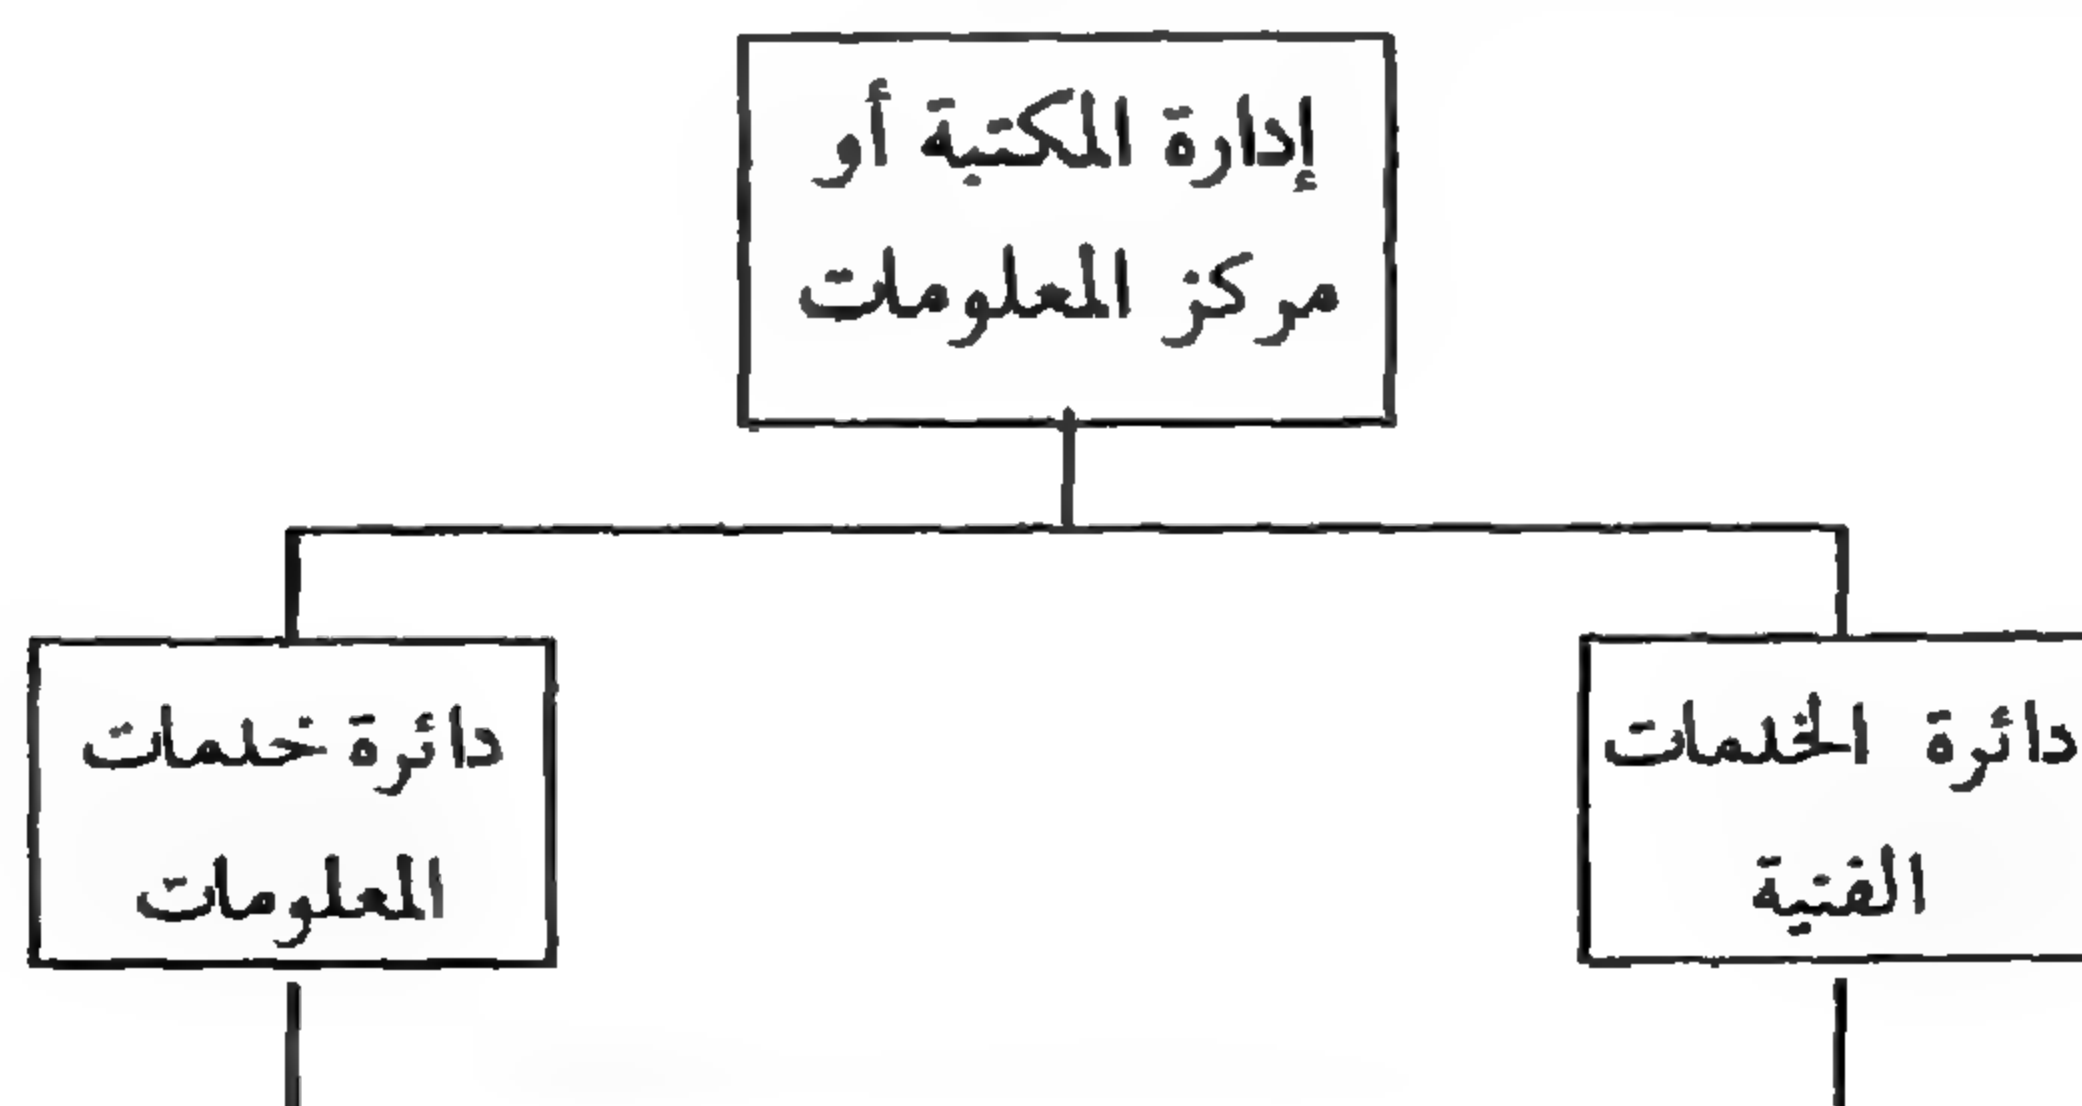 إدارة المكتبة أو
مركز المعلومات
دائرة الخدمات
الفنية
دائرة خدمات
المعلومات